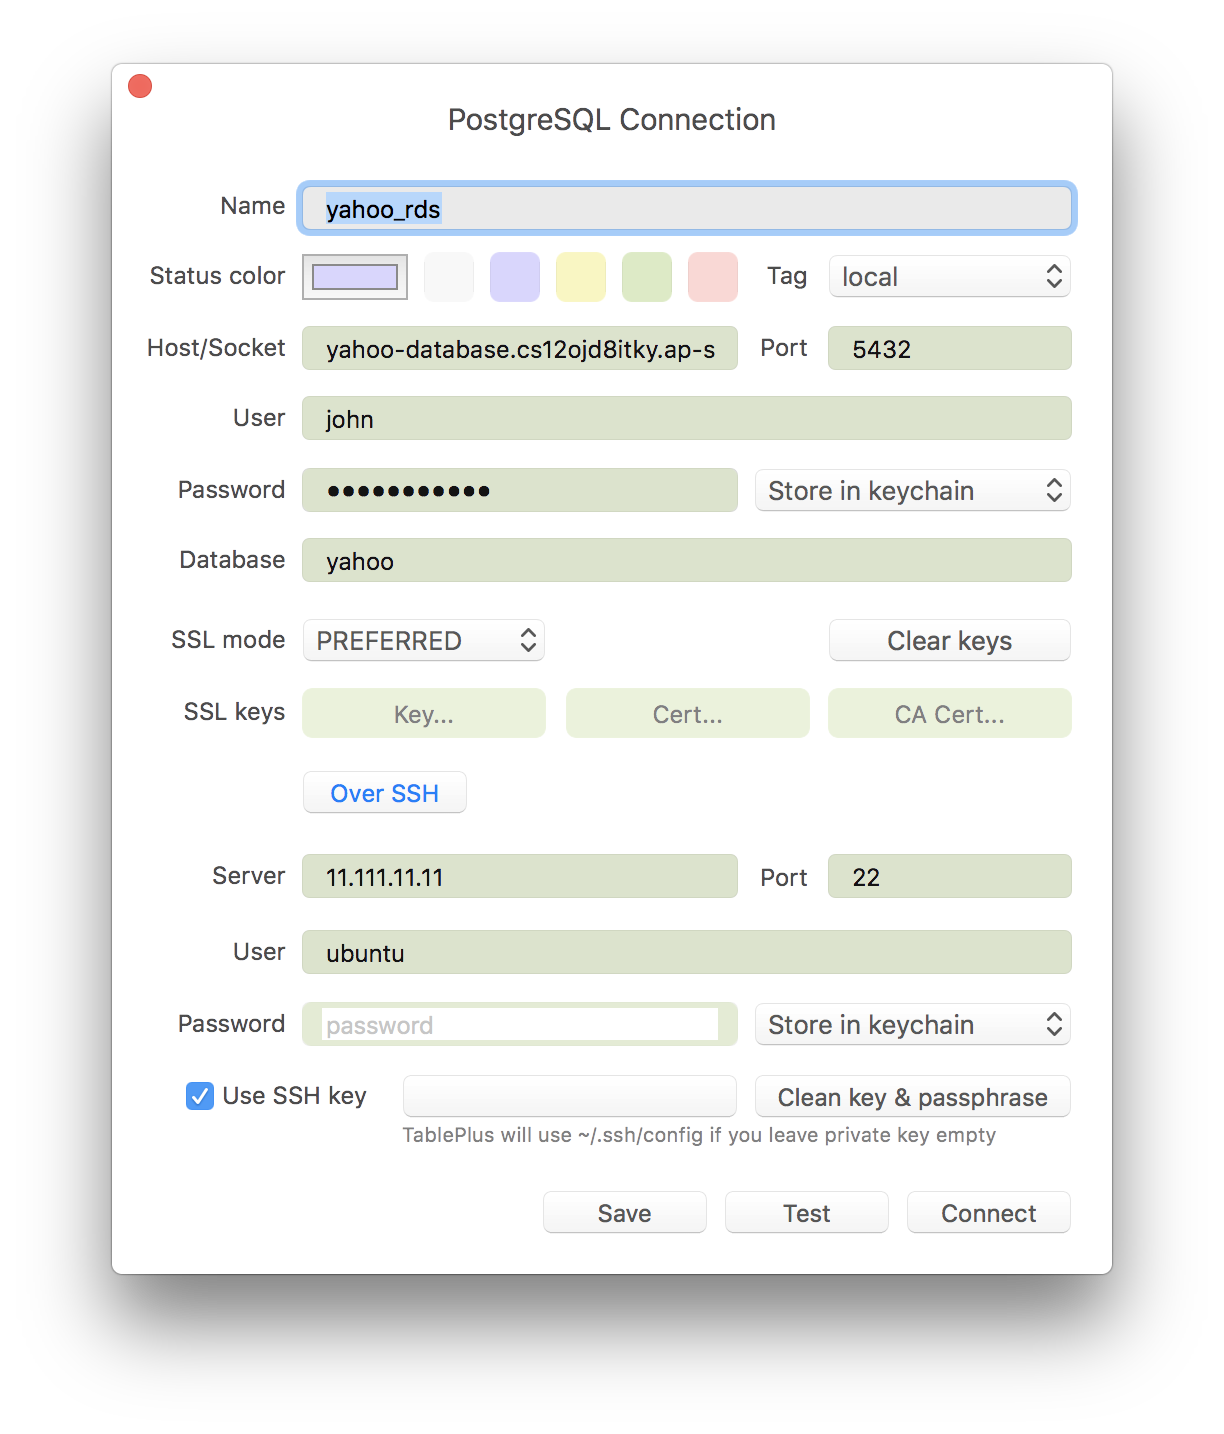 PostgreSQL Connection
Name yahoo_rds
Status color Tag local
Host/Socket yahoo-database.cs12ojd8itky.ap-s Port 5432
User john
Password ••••••••••• Store in keychain
Database yahoo
SSL mode PREFERRED Clear keys
SSL keys Key... Cert... CA Cert...
Over SSH
Server 11.111.11.11 Port 22
User ubuntu
Password password Store in keychain
Use SSH key Clean key & passphrase
TablePlus will use ~/.ssh/config if you leave private key empty
Save Test Connect